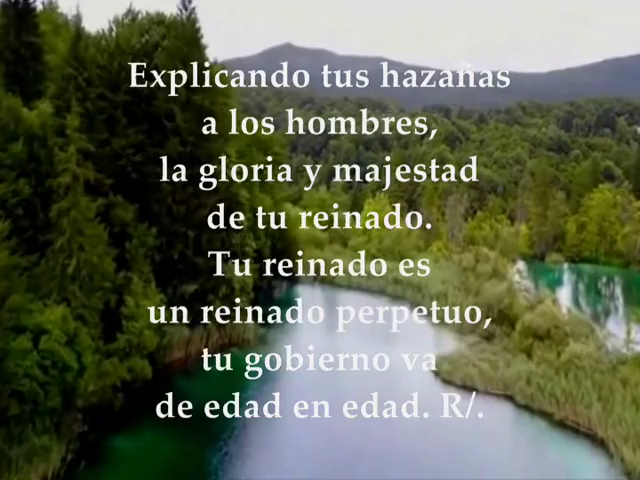 Explicando tus hazañas
a los hombres,
la gloria y majestad
de tu reinado.
Tu reinado es
un reinado perpetuo,
tu gobierno va
de edad en edad. R/.